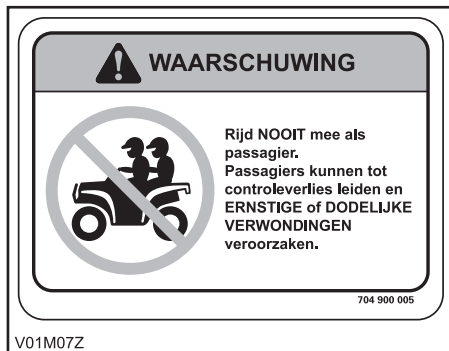 WAARSCHUWING
Rijd NOOIT mee als
passagier.
Passagiers kunnen tot
controleverlies leiden en
ERNSTIGE of DODELIJKE
VERWONDINGEN
veroorzaken.
704 900 005
V01M07Z